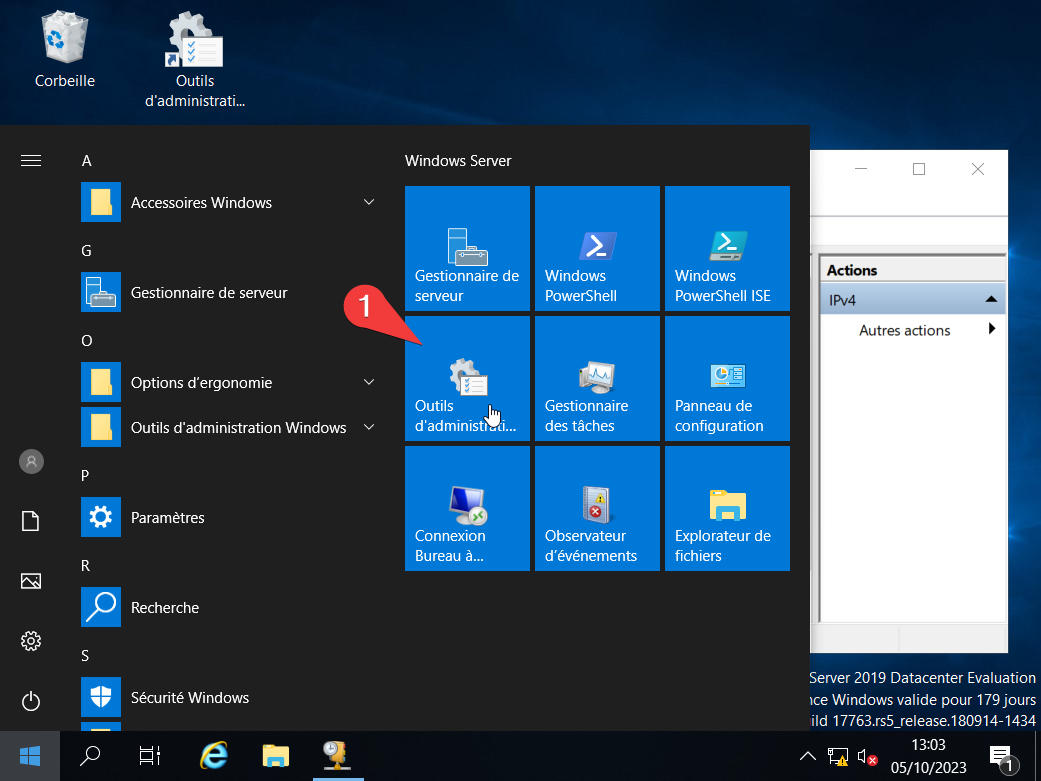 Corbeille
Outils
d'administrati...
A
Accessoires Windows
G
Gestionnaire de serveur
O
Options d'ergonomie
Outils d'administration Windows
P
Paramètres
R
Recherche
S
Sécurité Windows
Windows Server
Gestionnaire de
serveur
Windows
PowerShell
Windows
PowerShell ISE
1
Outils
d'administrati...
Gestionnaire
des tâches
Panneau de
configuration
Connexion
Bureau à...
Observateur
d'événements
Explorateur de
fichiers
Actions
IPv4
Autres actions
Server 2019 Datacenter Evaluation
Windows valide pour 179 jours
17763.rs5_release.180914-1434
13:03
05/10/2023
1